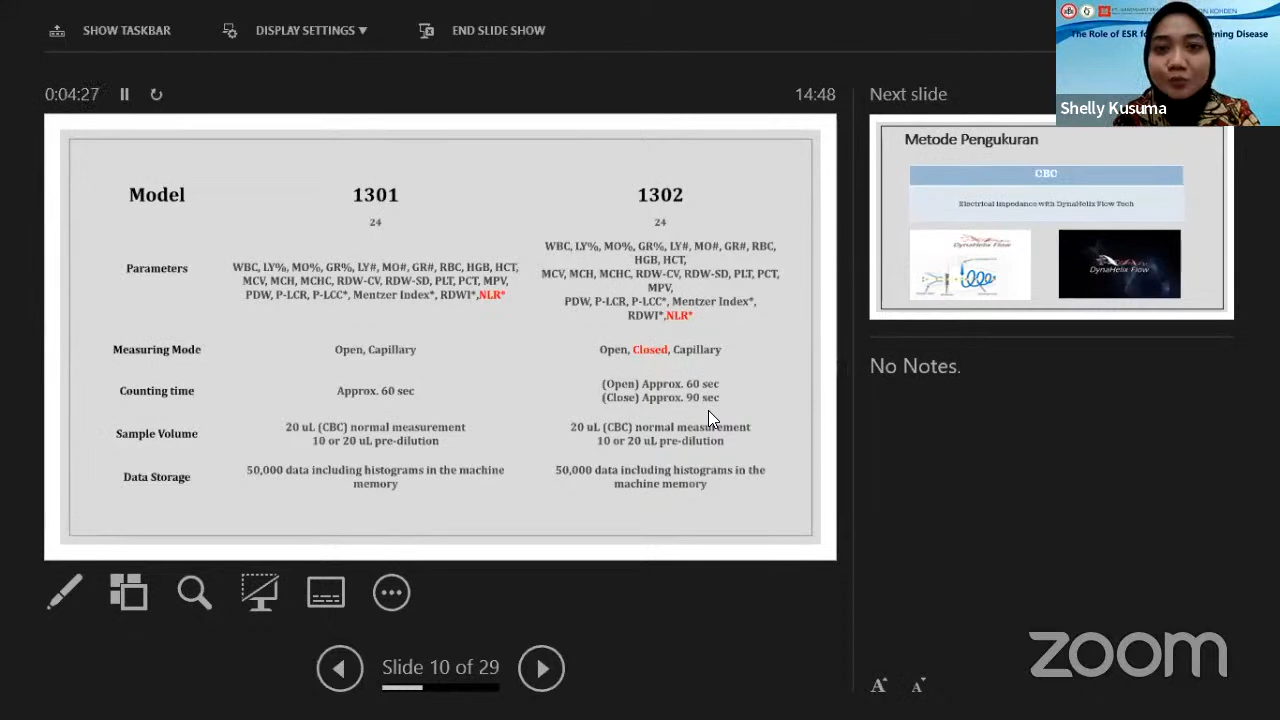 SHOW TASKBAR
DISPLAY SETTINGS ▼
END SLIDE SHOW
0:04:27
14:48
Next slide
KOHDEN
The Role of ESR fo
ening Disease
Shelly Kusuma
Model
1301
1302
24
24
Parameters
WBC, LY%, MO%, GR%, LY#, MO#, GR#, RBC, HGB, HCT,
MCV, MCH, MCHC, RDW-CV, RDW-SD, PLT, PCT, MPV,
PDW, P-LCR, P-LCC*, Mentzer Index*, RDWI*,NLR*
WBC, LY%, MO%, GR%, LY#, MO#, GR#, RBC,
HGB, HCT,
MCV, MCH, MCHC, RDW-CV, RDW-SD, PLT, PCT,
MPV,
PDW, P-LCR, P-LCC*, Mentzer Index*,
RDWI*,NLR*
Measuring Mode
Open, Capillary
Open, Closed, Capillary
Counting time
Approx. 60 sec
(Open) Approx. 60 sec
(Close) Approx. 90 sec
Sample Volume
20 uL (CBC) normal measurement
10 or 20 uL pre-dilution
20 uL (CBC) normal measurement
10 or 20 uL pre-dilution
Data Storage
50,000 data including histograms in the machine
memory
50,000 data including histograms in the
machine memory
Metode Pengukuran
CBC
Electrical impedance with DynaHelix Flow Tech
DynaHelix Flow
DynaHelix Flow
No Notes.
Slide 10 of 29
A
A
zoom